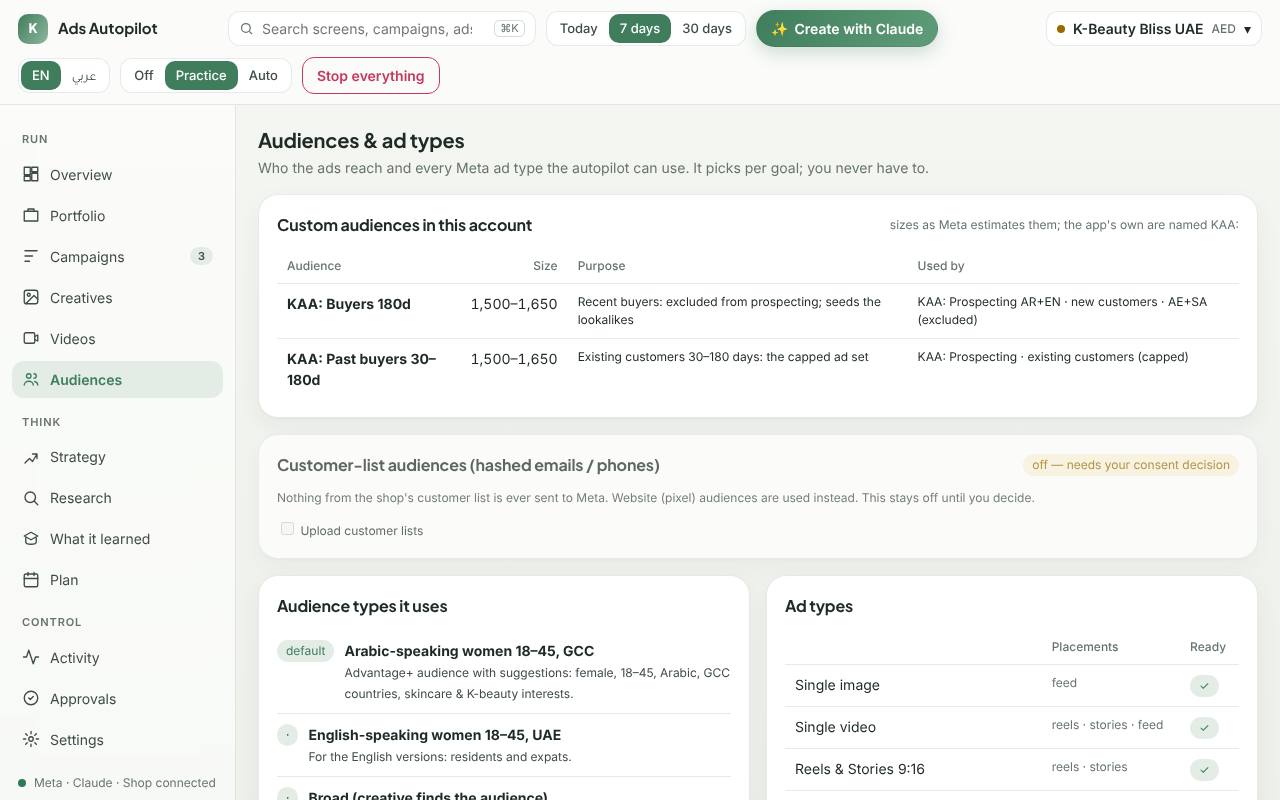 K Ads Autopilot
Search screens, campaigns, ads
⌘K
Today 7 days 30 days
✨ Create with Claude
K-Beauty Bliss UAE AED ▾
EN عربي
Off Practice Auto
Stop everything
RUN
Overview
Portfolio
Campaigns 3
Creatives
Videos
Audiences
THINK
Strategy
Research
What it learned
Plan
CONTROL
Activity
Approvals
Settings
Meta · Claude · Shop connected
Audiences & ad types
Who the ads reach and every Meta ad type the autopilot can use. It picks per goal; you never have to.
Custom audiences in this account
sizes as Meta estimates them; the app's own are named KAA:
Audience Size Purpose Used by
KAA: Buyers 180d 1,500–1,650 Recent buyers: excluded from prospecting; seeds the KAA: Prospecting AR+EN · new customers · AE+SA
lookalikes (excluded)
KAA: Past buyers 30– 1,500–1,650 Existing customers 30–180 days: the capped ad set KAA: Prospecting · existing customers (capped)
180d
Customer-list audiences (hashed emails / phones)
off — needs your consent decision
Nothing from the shop's customer list is ever sent to Meta. Website (pixel) audiences are used instead. This stays off until you decide.
Upload customer lists
Audience types it uses
default Arabic-speaking women 18–45, GCC
Advantage+ audience with suggestions: female, 18–45, Arabic, GCC
countries, skincare & K-beauty interests.
· English-speaking women 18–45, UAE
For the English versions: residents and expats.
· Broad (creative finds the audience)
Ad types
Placements Ready
Single image feed ✓
Single video reels · stories · feed ✓
Reels & Stories 9:16 reels · stories ✓